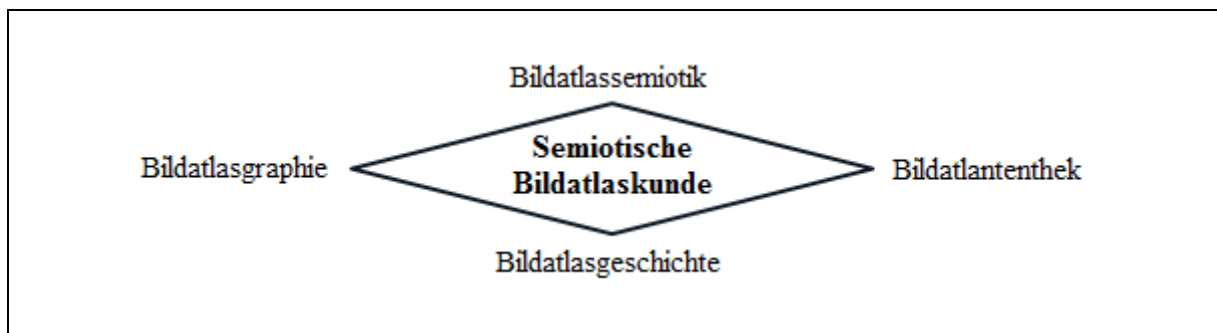 Bildatlassemiotik
Semiotische
Bildatlaskunde
Bildatlasgraphie
Bildatlantenthek
Bildatlasgeschichte